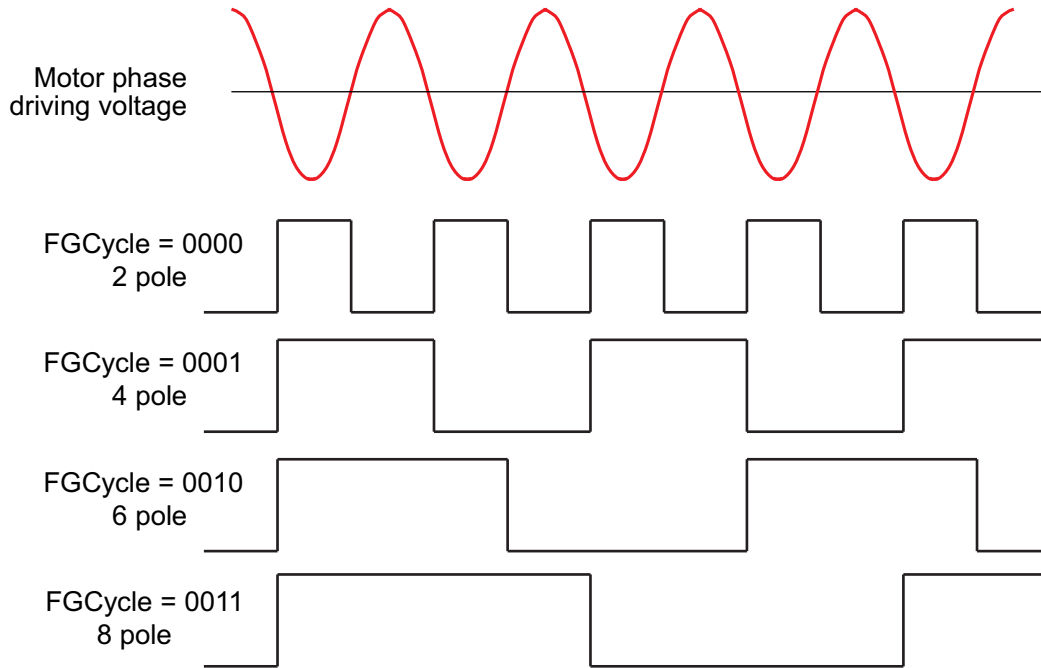 Motor phase
driving voltage
FGCycle = 0000
2 pole
FGCycle = 0001
4 pole
FGCycle = 0010
6 pole
FGCycle = 0011
8 pole